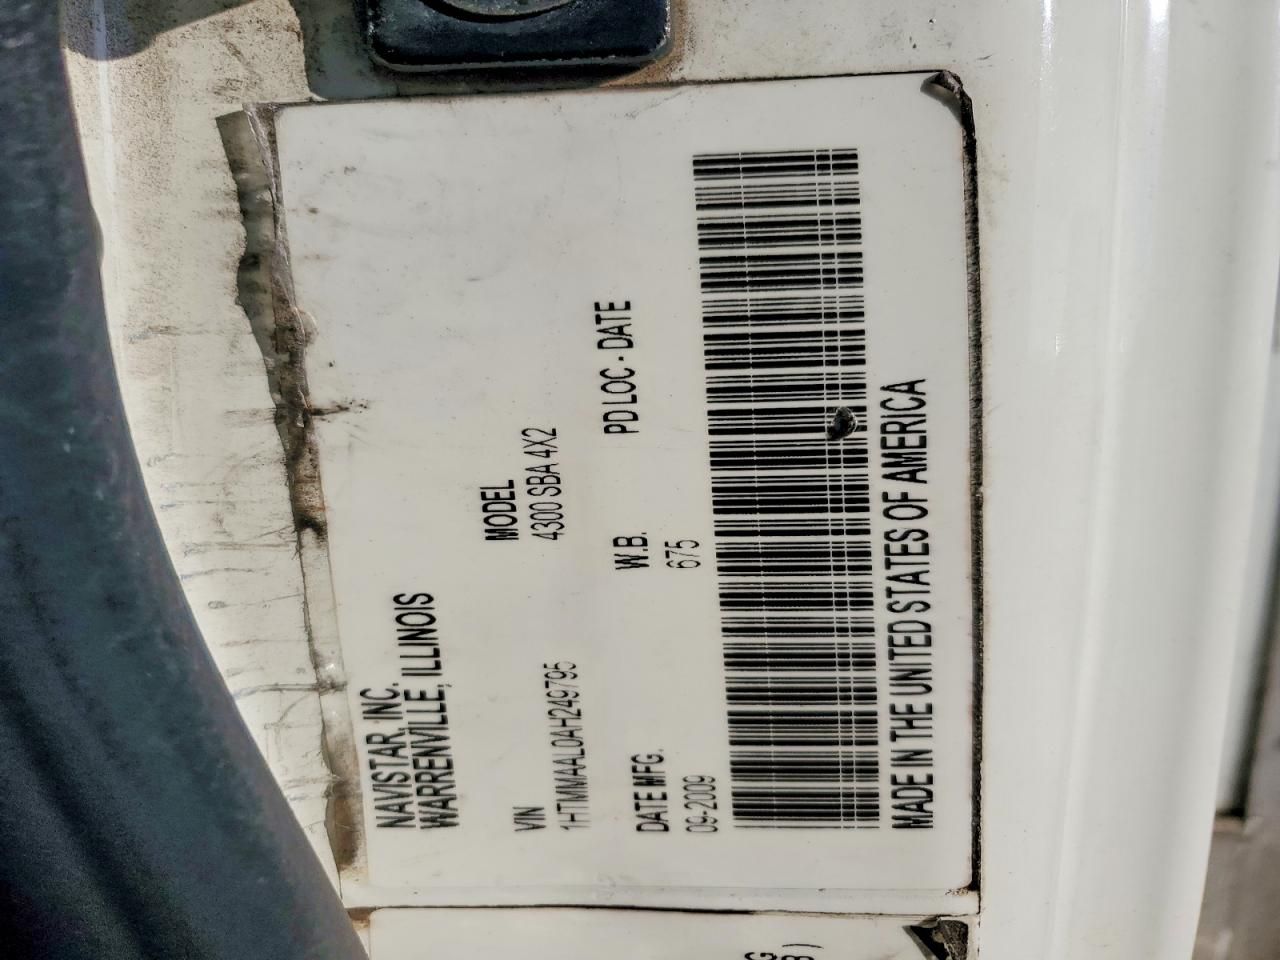 NAVISTAR, INC.
WARRENVILLE, ILLINOIS
VIN
MODEL
1HTMMAAL0AH249795
4300 SBA 4X2
DATE MFG.
W.B.
PD LOC - DATE
09-2009
675
MADE IN THE UNITED STATES OF AMERICA